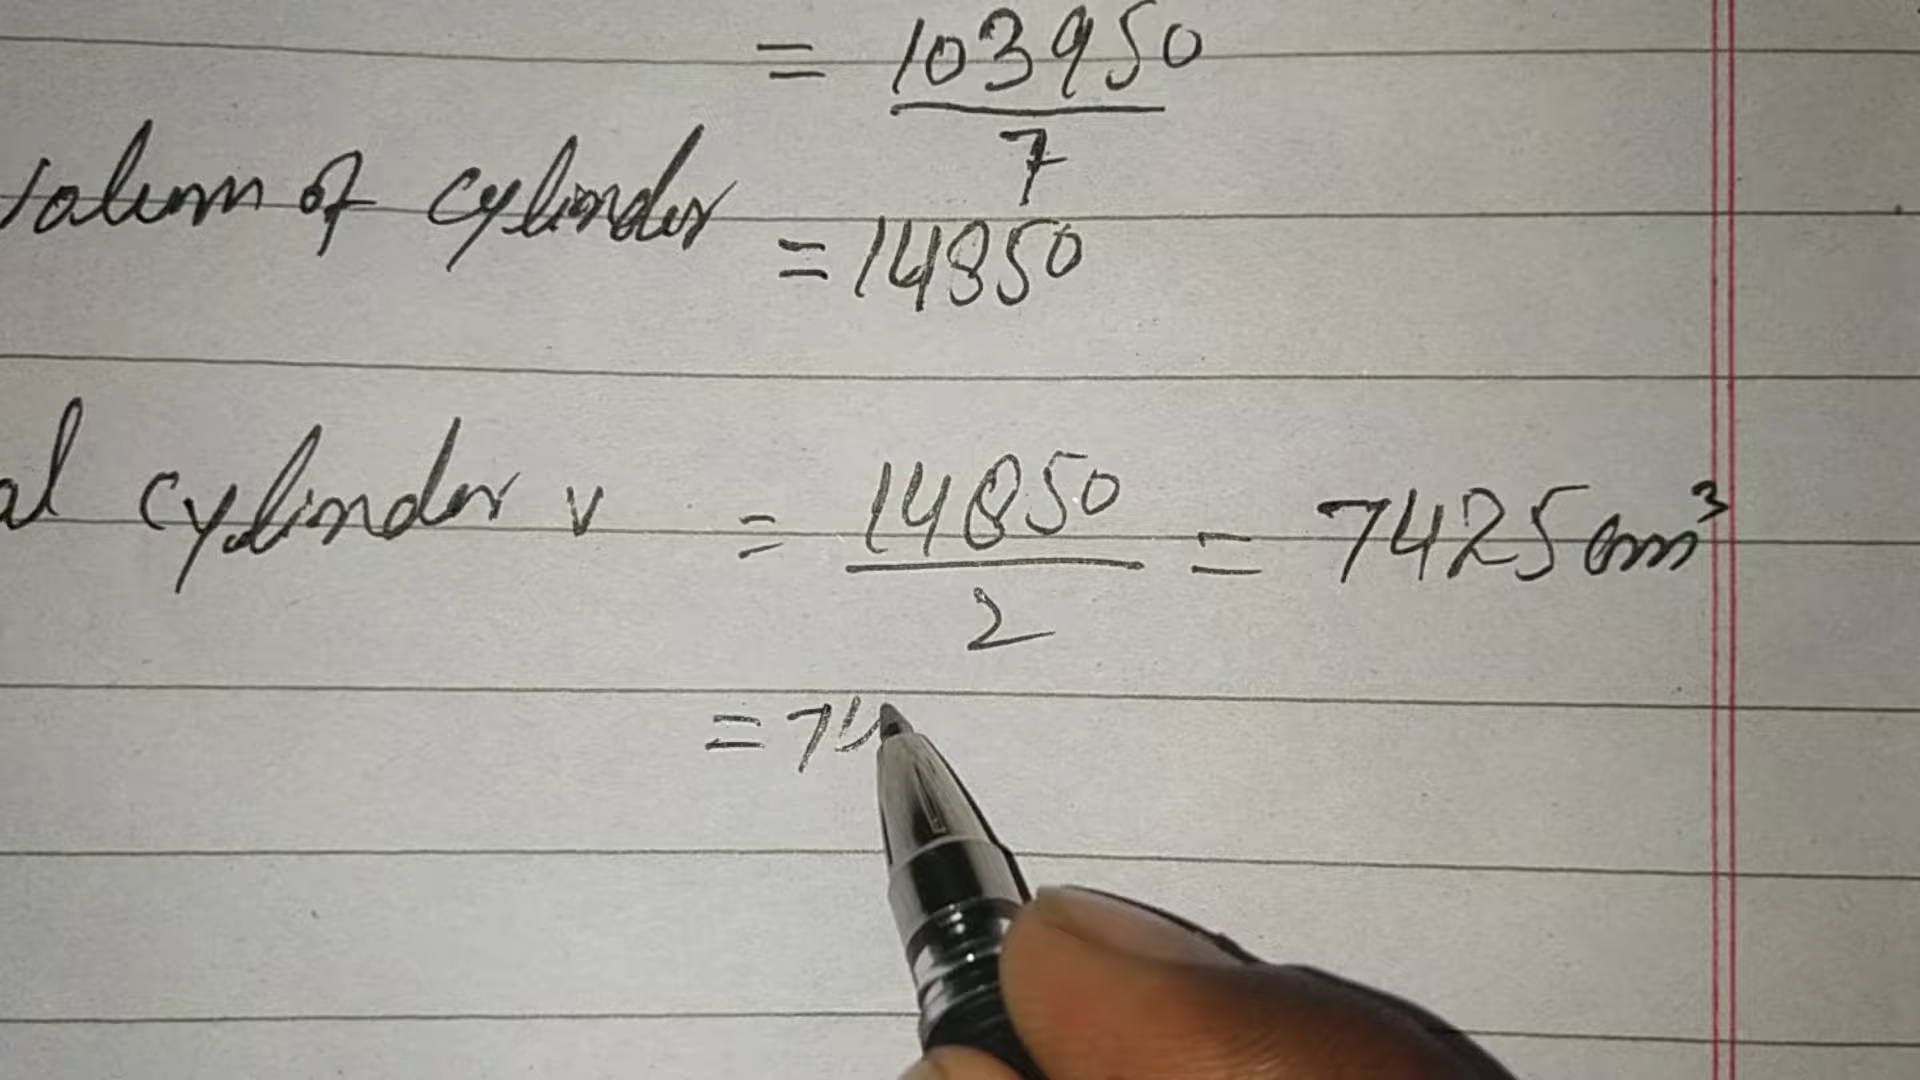 = 103950
7
volum of cylinder = 14850
al cylinder v = 14850 = 7425 cm³
2
= 74